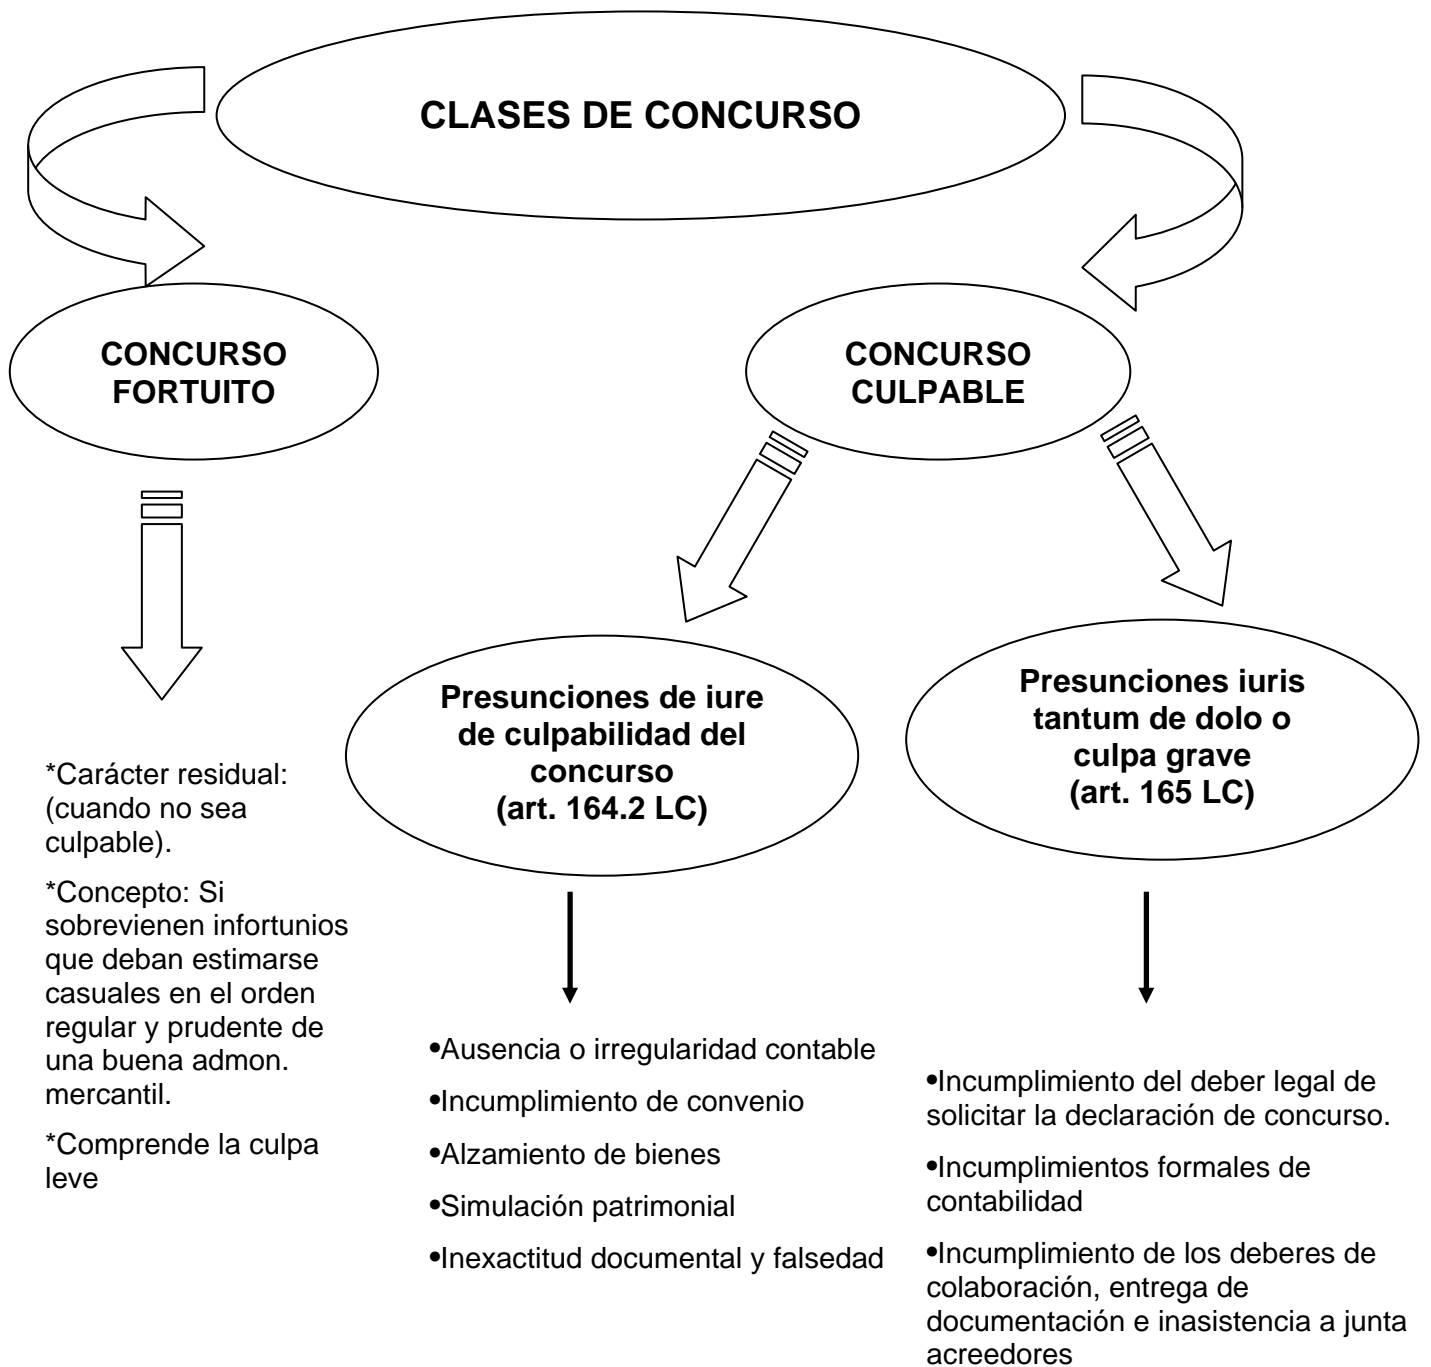 CLASES DE CONCURSO
CONCURSO
FORTUITO
CONCURSO
CULPABLE
Presunciones de iure
de culpabilidad del
concurso
(art. 164.2 LC)
Presunciones iuris
tantum de dolo o
culpa grave
(art. 165 LC)
*Carácter residual:
(cuando no sea
culpable).
*Concepto: Si
sobrevienen infortunios
que deban estimarse
casuales en el orden
regular y prudente de
una buena admon.
mercantil.
*Comprende la culpa
leve
•Ausencia o irregularidad contable
•Incumplimiento de convenio
•Alzamiento de bienes
•Simulación patrimonial
•Inexactitud documental y falsedad
•Incumplimiento del deber legal de
solicitar la declaración de concurso.
•Incumplimientos formales de
contabilidad
•Incumplimiento de los deberes de
colaboración, entrega de
documentación e inasistencia a junta
acreedores